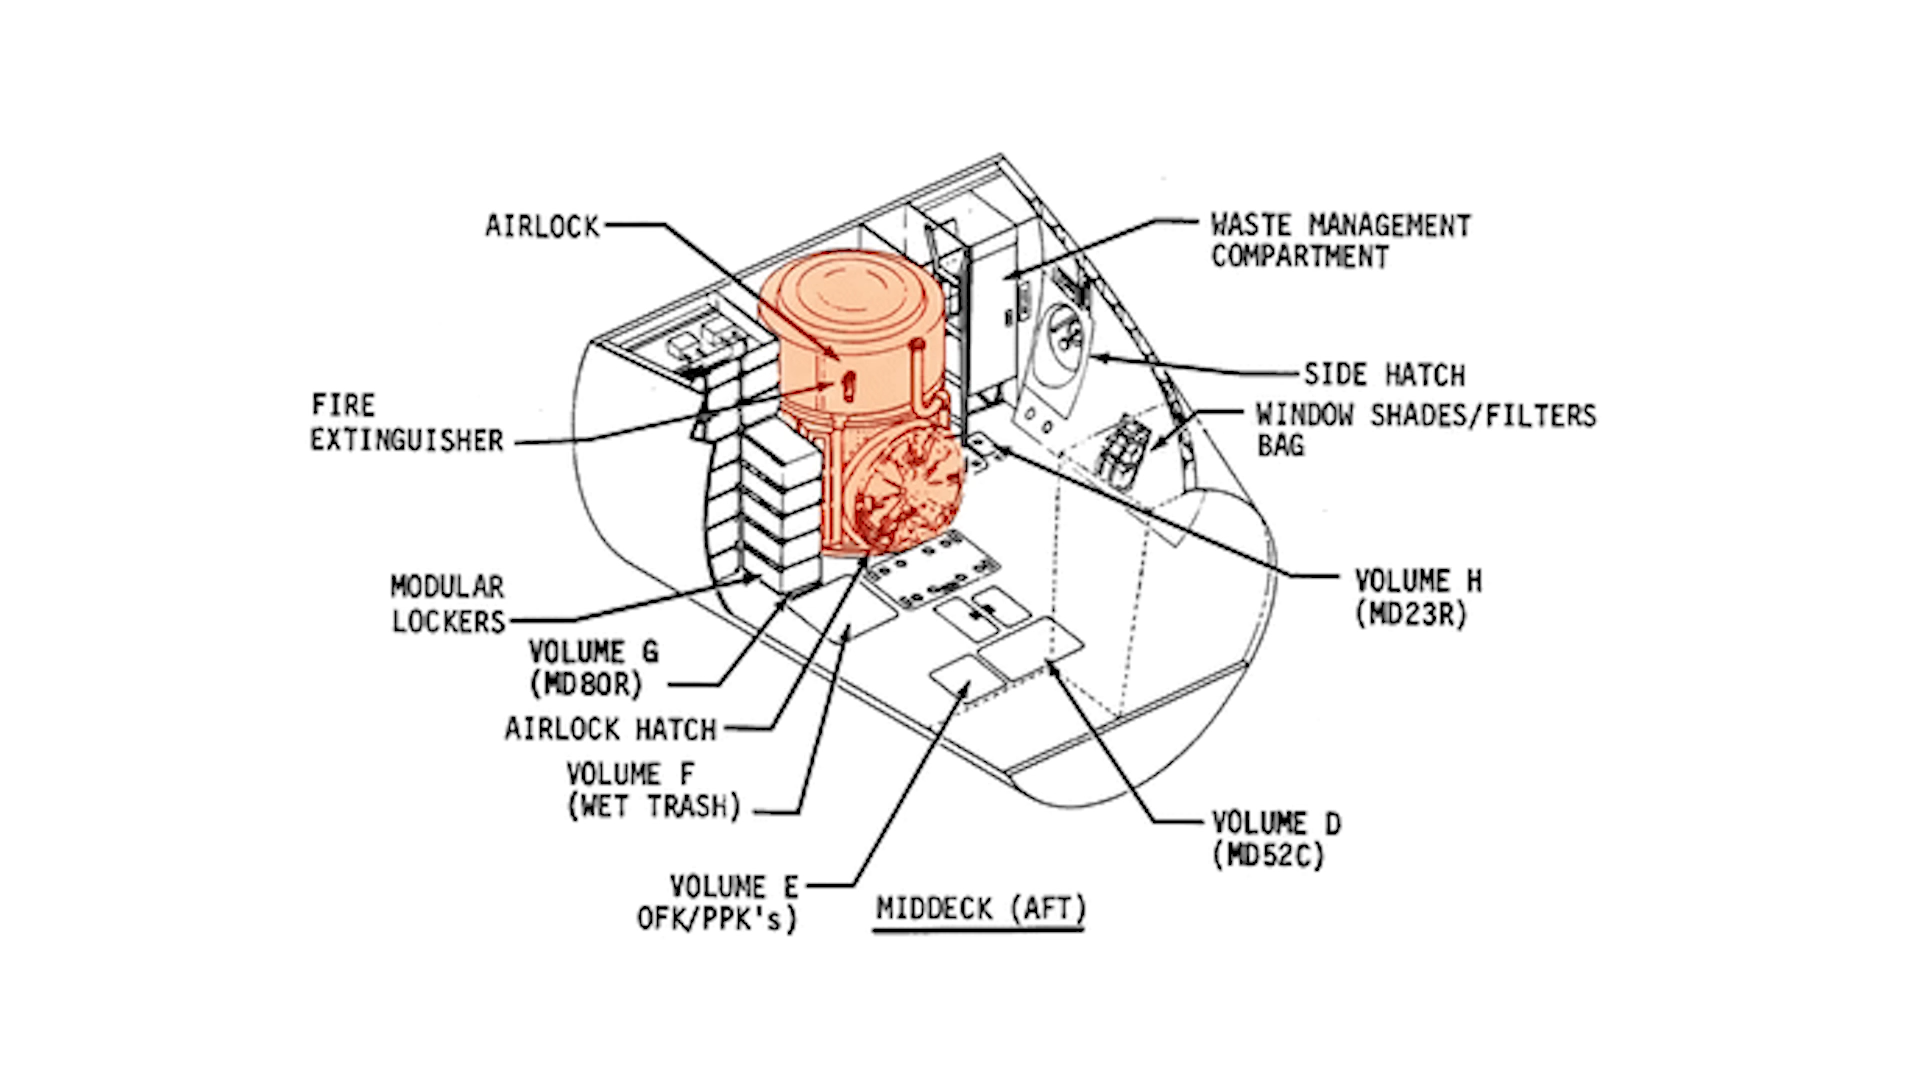 AIRLOCK
WASTE MANAGEMENT
COMPARTMENT
SIDE HATCH
FIRE
EXTINGUISHER
WINDOW SHADES/FILTERS
BAG
MODULAR
LOCKERS
VOLUME H
(MD23R)
VOLUME G
(MD80R)
AIRLOCK HATCH
VOLUME F
(WET TRASH)
VOLUME D
(MD52C)
VOLUME E
OFK/PPK's)
MIDDECK (AFT)